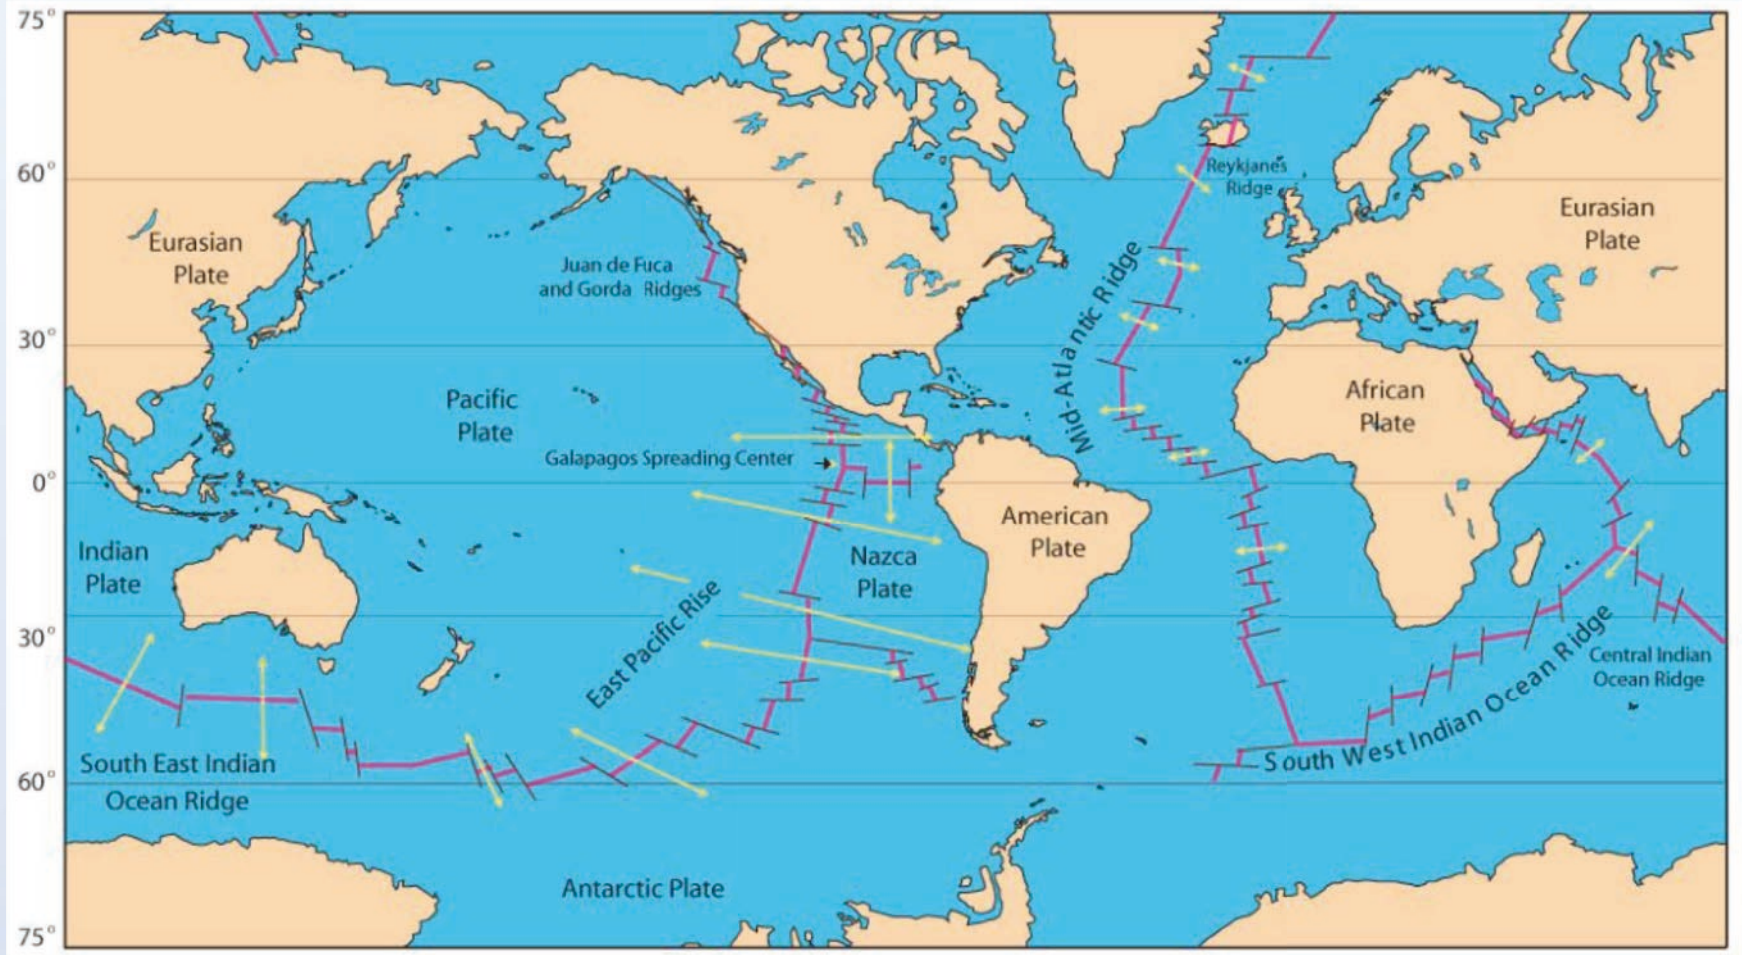 75°
60°
30°
0°
30°
60°
75°
Eurasian
Plate
Juan de Fuca
and Gorda Ridges
Pacific
Plate
Galapagos Spreading Center
Indian
Plate
Nazca
Plate
American
Plate
East Pacific Rise
South East Indian
Ocean Ridge
Antarctic Plate
Reykjanes
Ridge
Mid-Atlantic Ridge
Eurasian
Plate
African
Plate
Central Indian
Ocean Ridge
South West Indian Ocean Ridge